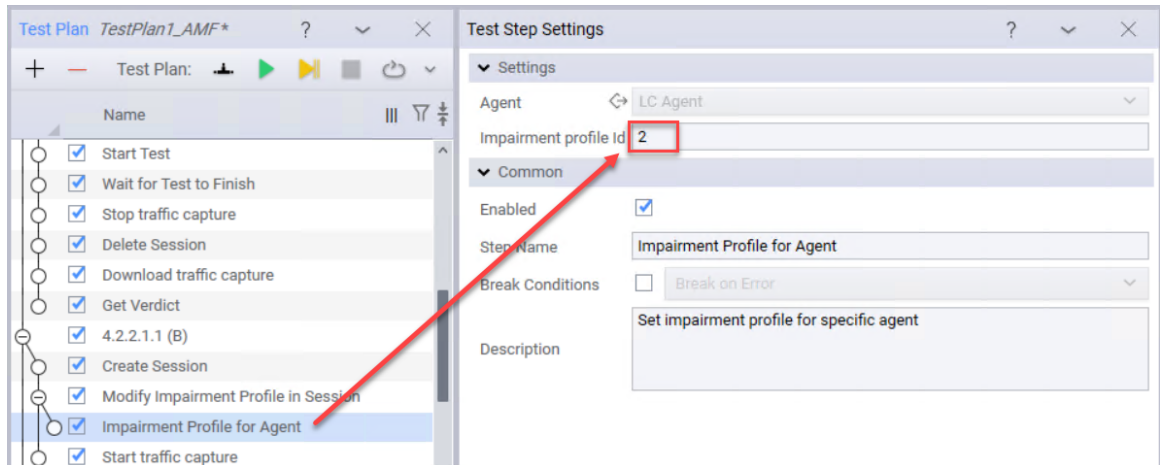 Test Plan TestPlan1_AMF* ?
Test Plan:
Name
Start Test
Wait for Test to Finish
Stop traffic capture
Delete Session
Download traffic capture
Get Verdict
4.2.2.1.1 (B)
Create Session
Modify Impairment Profile in Session
Impairment Profile for Agent
Start traffic capture
Test Step Settings ?
Settings
Agent LC Agent
Impairment profile Id 2
Common
Enabled
Step Name Impairment Profile for Agent
Break Conditions Break on Error
Set impairment profile for specific agent
Description